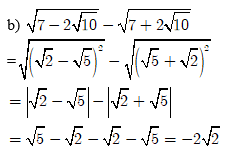 b) √(7 − 2√10) − √(7 + 2√10)
= √((√2 − √5)²) − √((√5 + √2)²)
= |√2 − √5| − |√2 + √5|
= √5 − √2 − √2 − √5 = −2√2